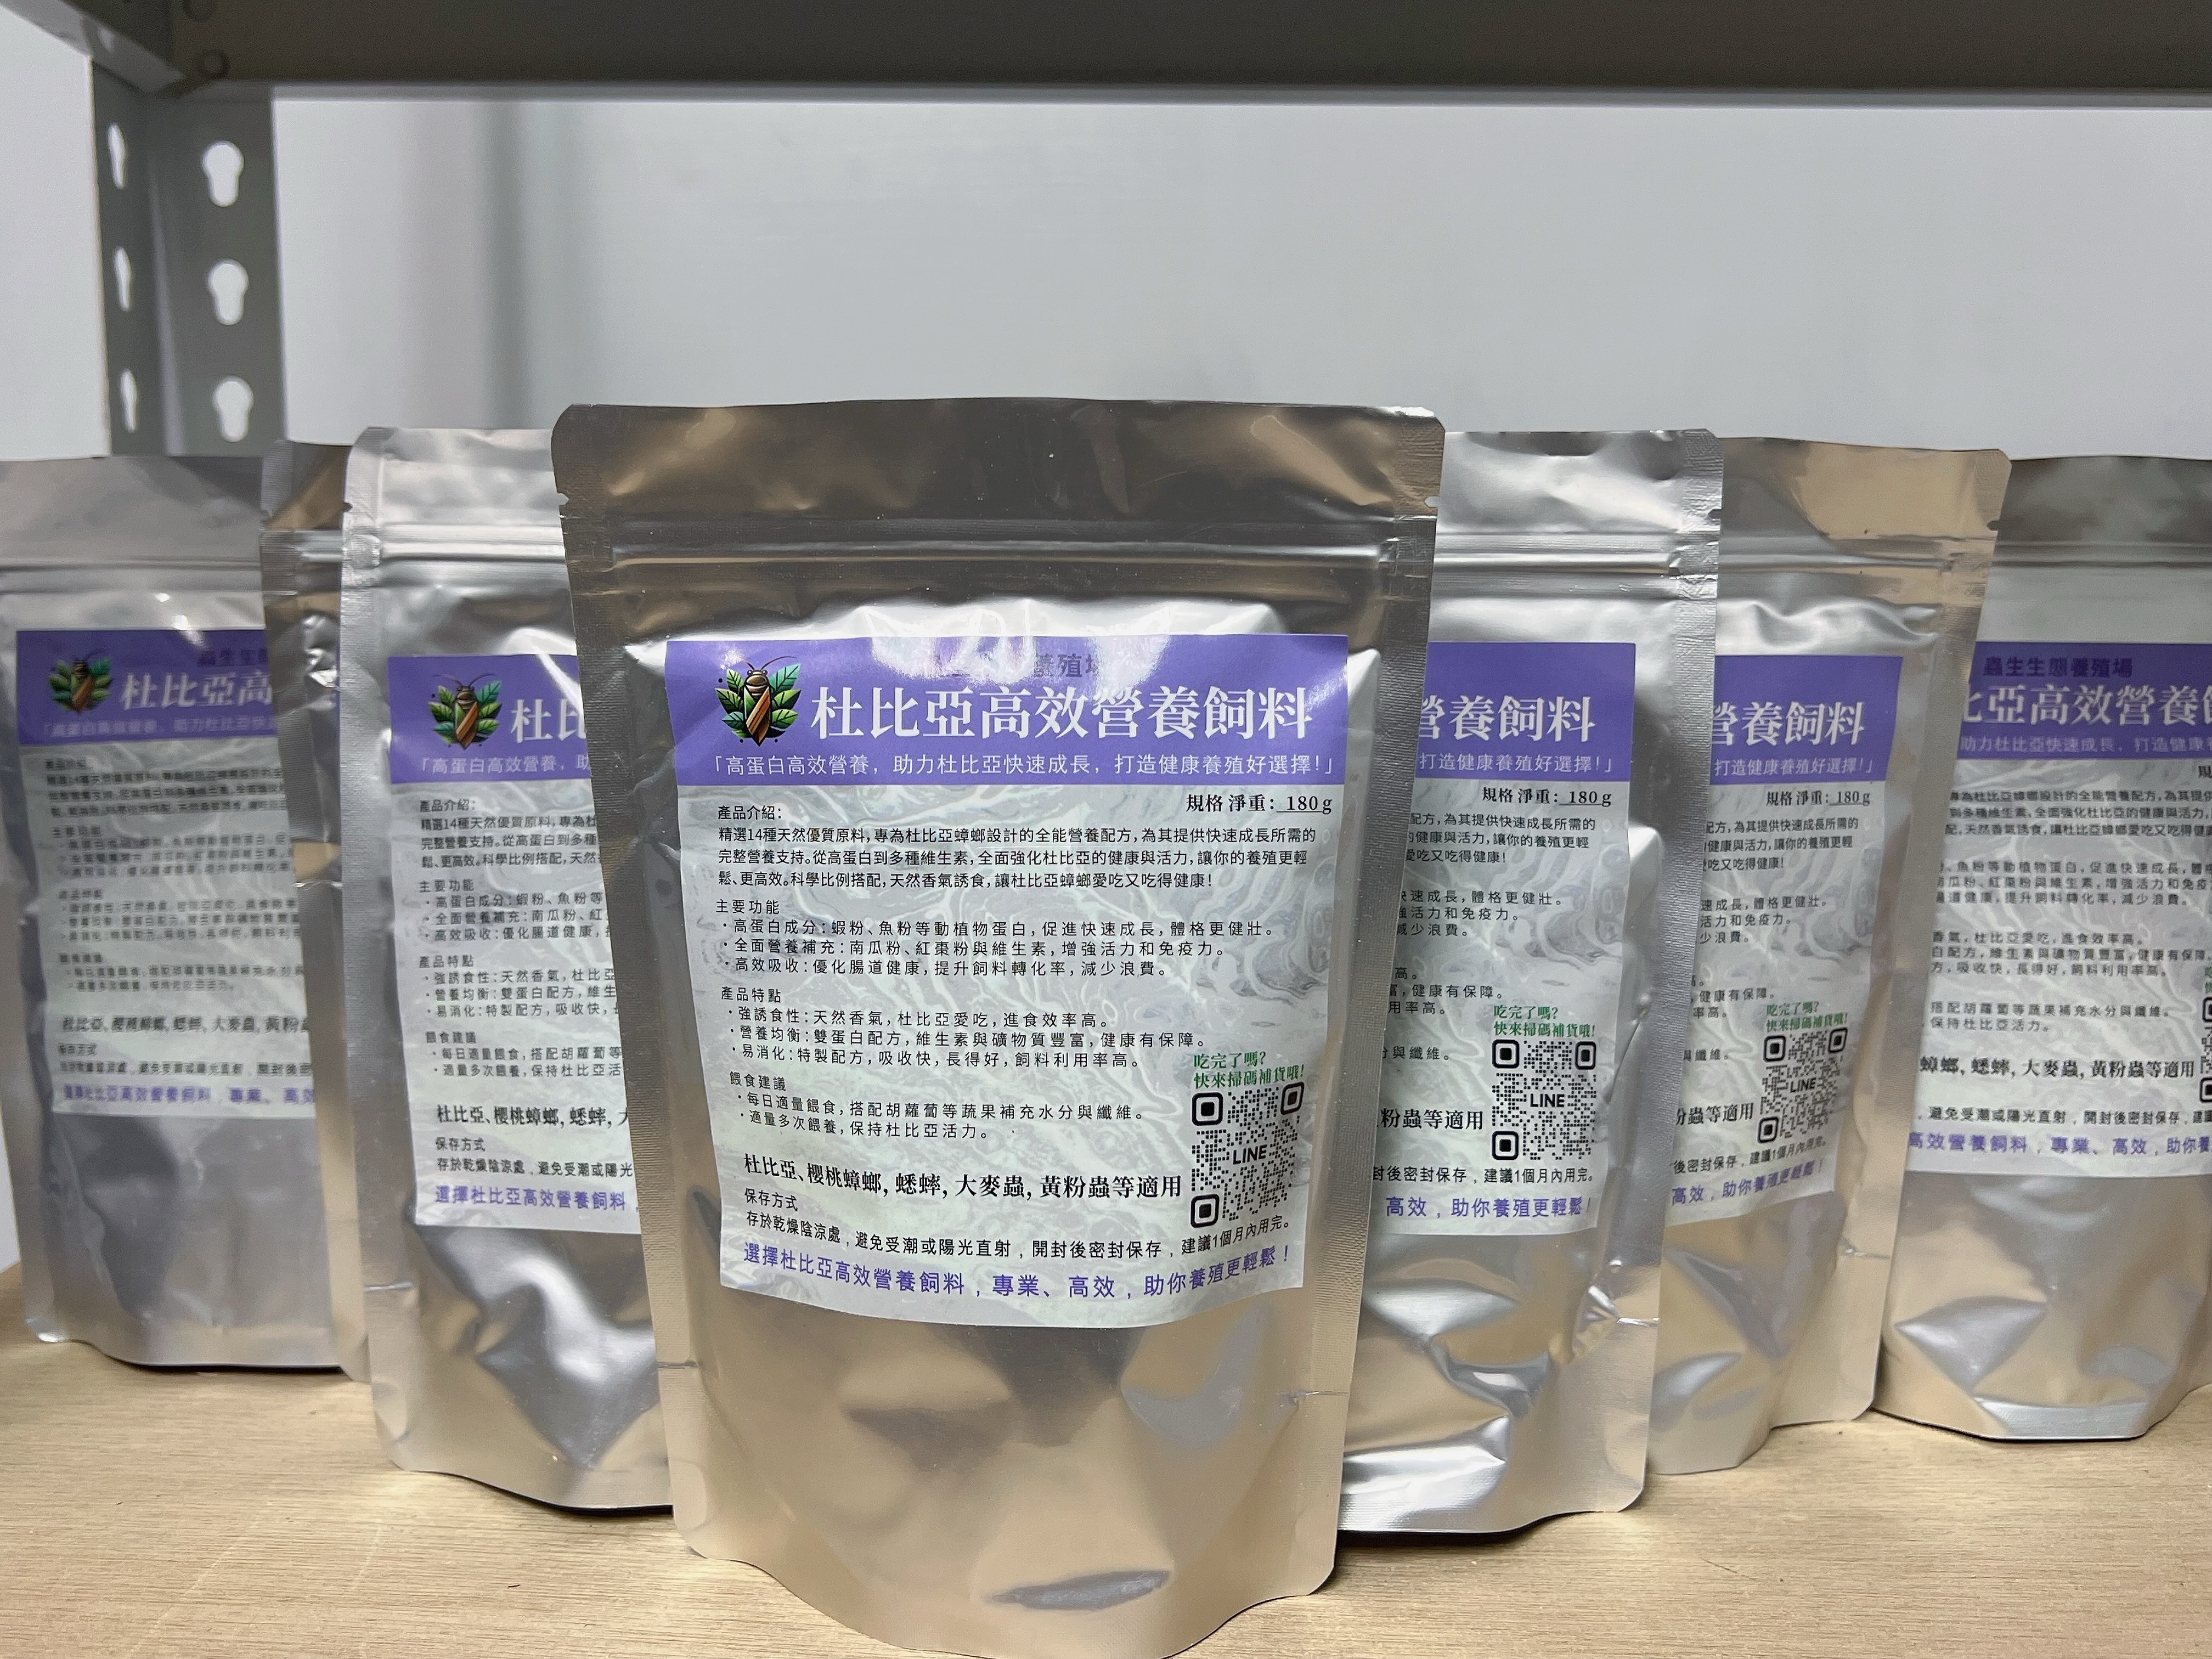 杜比亞高效營養飼料
「高蛋白高效營養，助力杜比亞快速成長，打造健康養殖好選擇！」
規格 淨重： 180g
產品介紹：
精選14種天然優質原料，專為杜比亞蟑螂設計的全能營養配方，為其提供快速成長所需的
完整營養支持。從高蛋白到多種維生素，全面強化杜比亞的健康與活力，讓你的養殖更輕
鬆、更高效。科學比例搭配，天然香氣誘食，讓杜比亞蟑螂愛吃又吃得健康！
主要功能
・高蛋白成分：蝦粉、魚粉等動植物蛋白，促進快速成長，體格更健壯。
・全面營養補充：南瓜粉、紅棗粉與維生素，增強活力和免疫力。
・高效吸收：優化腸道健康，提升飼料轉化率，減少浪費。
產品特點
・強誘食性：天然香氣，杜比亞愛吃，進食效率高。
・營養均衡：雙蛋白配方，維生素與礦物質豐富，健康有保障。
・易消化：特製配方，吸收快，長得好，飼料利用率高。
吃完了嗎？
快來掃碼補貨哦！
LINE
餵食建議
・每日適量餵食，搭配胡蘿蔔等蔬果補充水分與纖維。
・適量多次餵養，保持杜比亞活力。
杜比亞、櫻桃蟑螂, 蟋蟀, 大麥蟲, 黃粉蟲等適用
保存方式
存於乾燥陰涼處，避免受潮或陽光直射，開封後密封保存，建議1個月內用完。
選擇杜比亞高效營養飼料，專業、高效，助你養殖更輕鬆！
蟲生生態養殖場